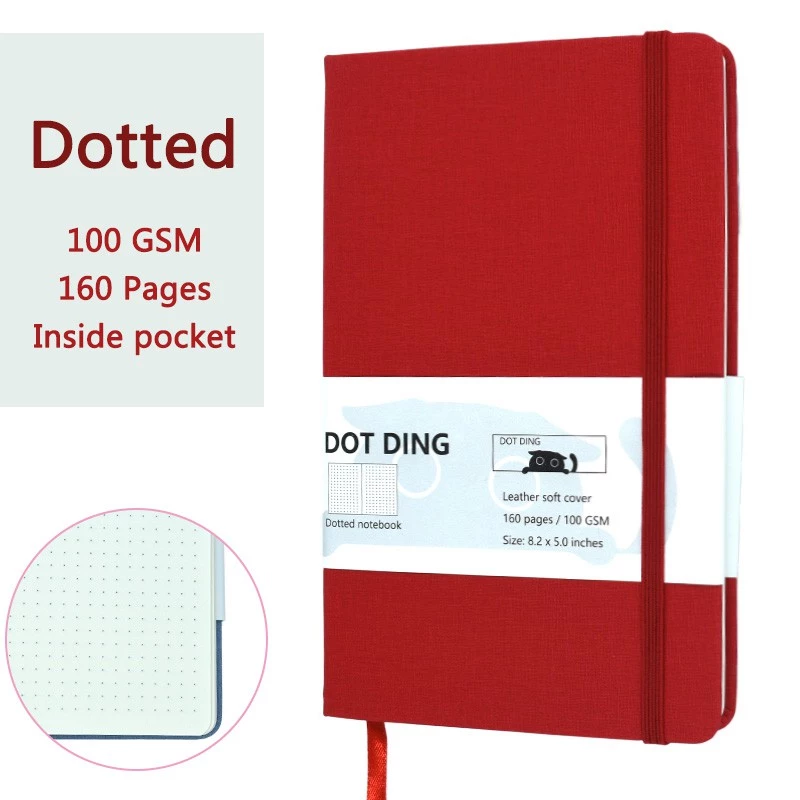 Dotted
100 GSM
160 Pages
Inside pocket
DOT DING
Dotted notebook
DOT DING
Leather soft cover
160 pages / 100 GSM
Size: 8.2 x 5.0 inches